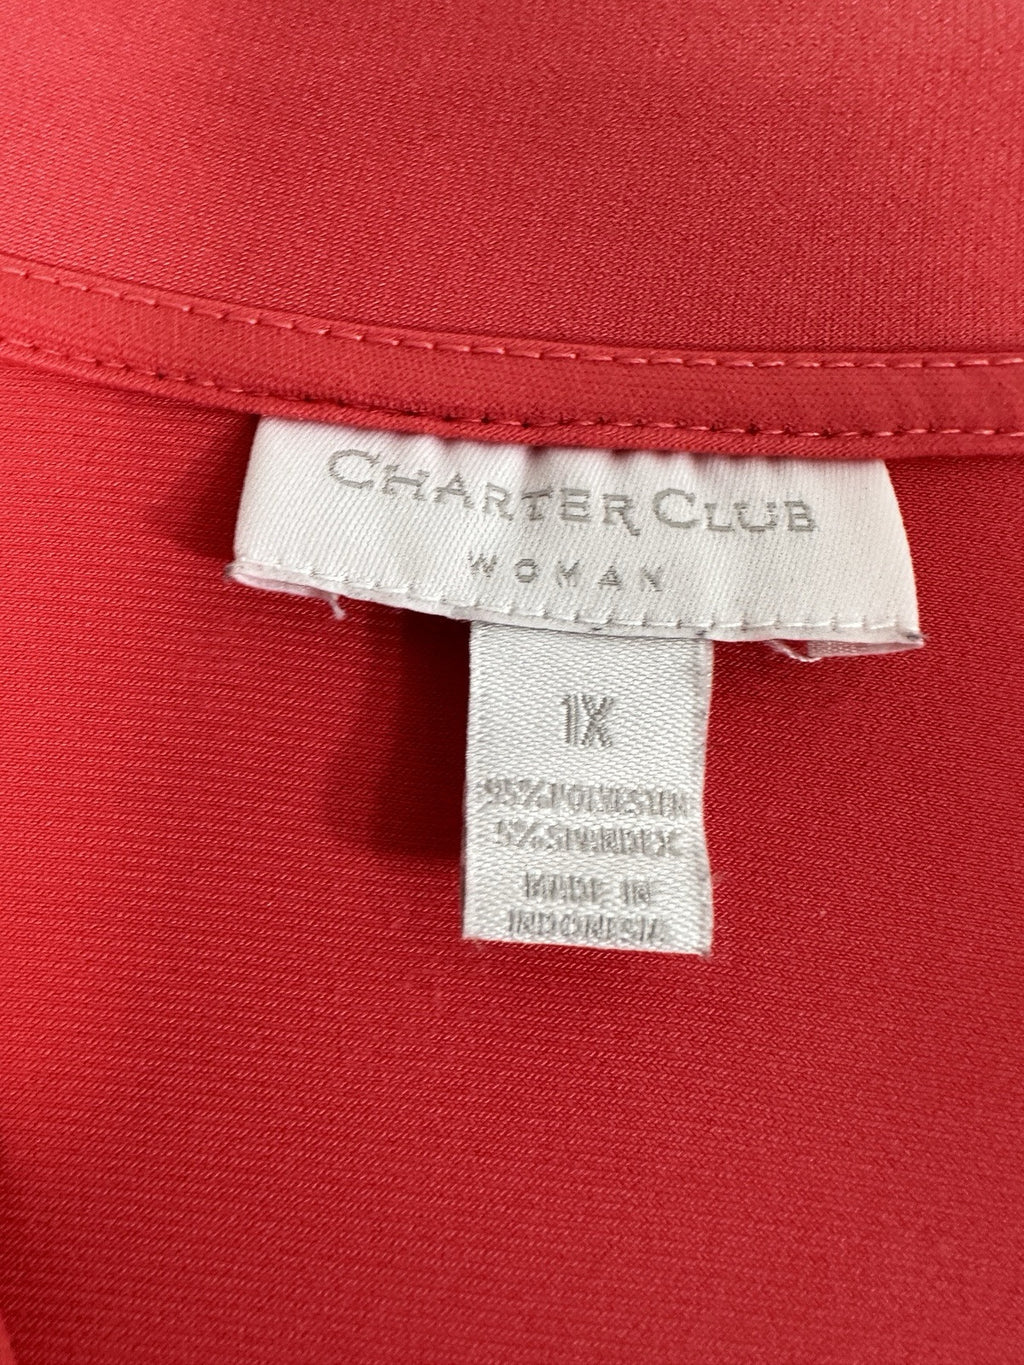 CHARTER CLUB
WOMAN
1X
95% POLYESTER
5% SPANDEX
MADE IN
INDONESIA